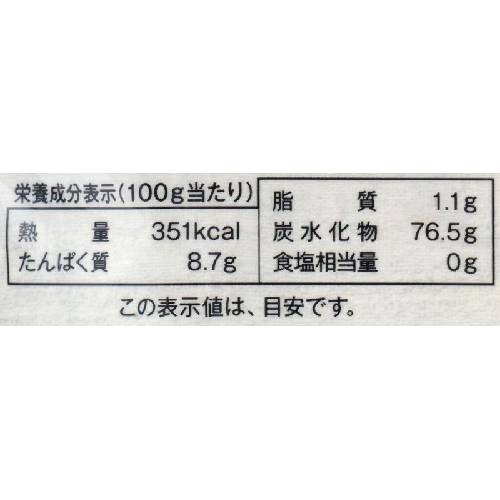 栄養成分表示(100g当たり)
熱量 351kcal
たんぱく質 8.7g
脂質 1.1g
炭水化物 76.5g
食塩相当量 0g
この表示値は、目安です。